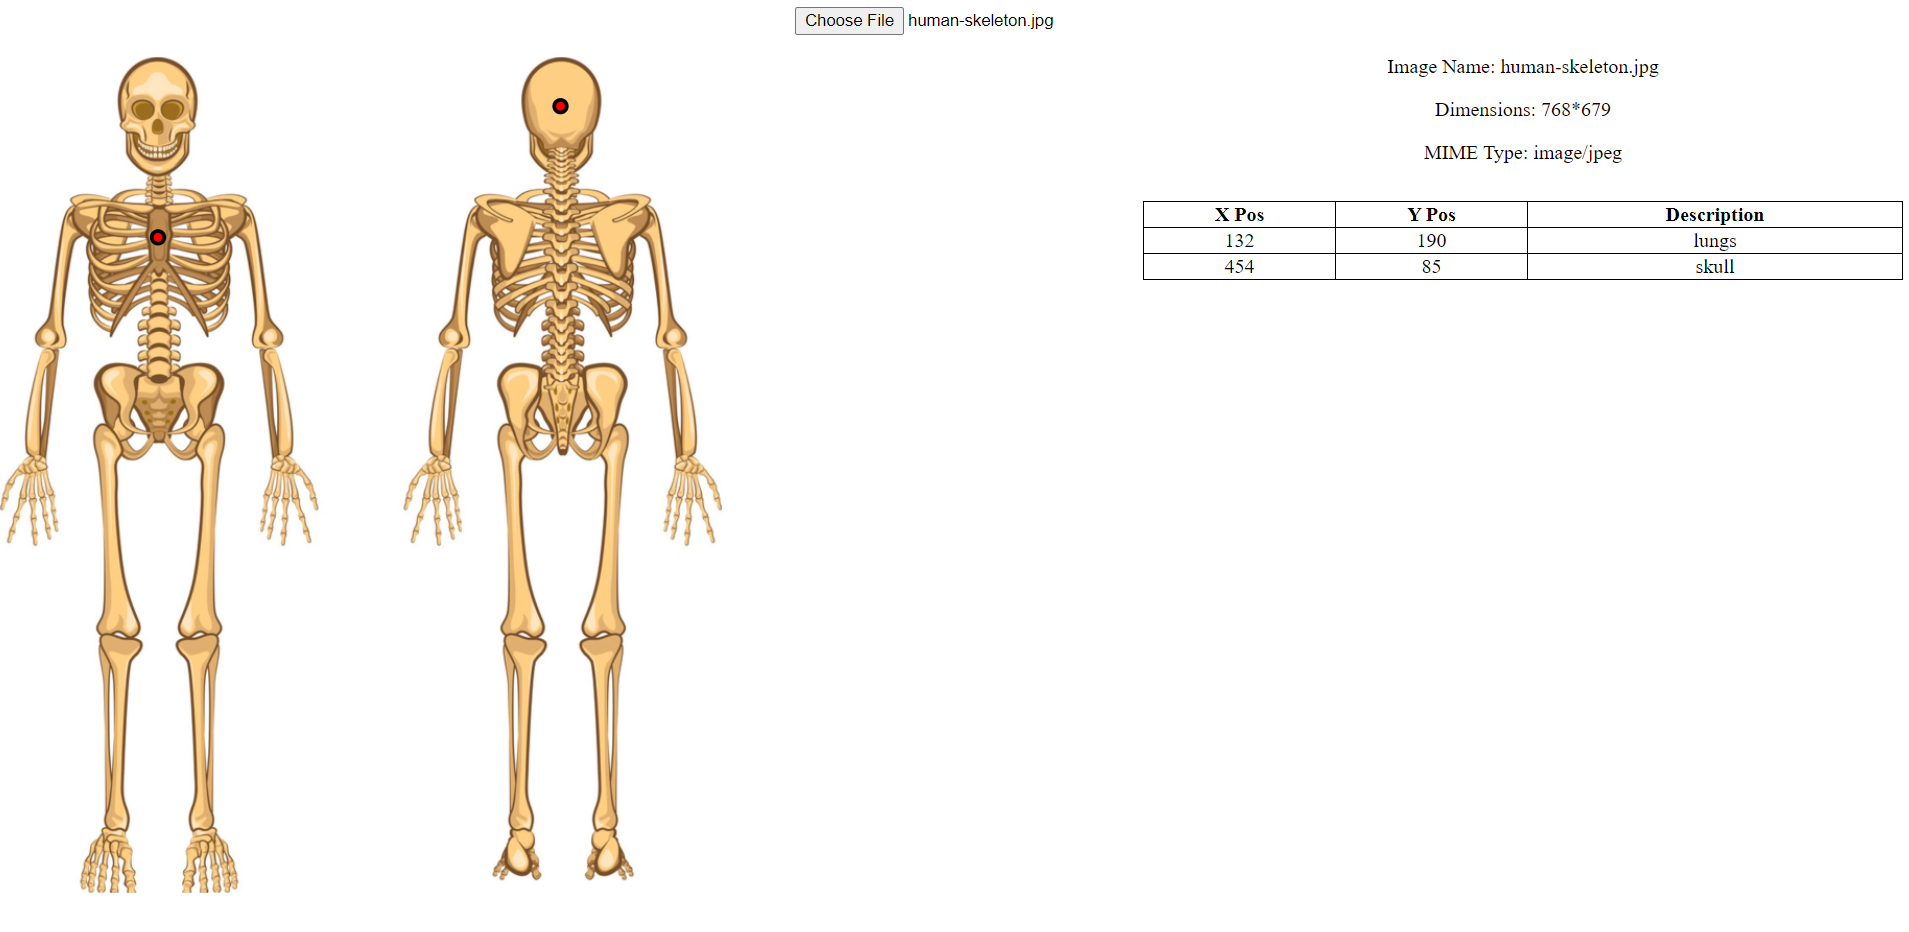 Choose File human-skeleton.jpg
Image Name: human-skeleton.jpg
Dimensions: 768*679
MIME Type: image/jpeg
X Pos Y Pos Description
132 190 lungs
454 85 skull